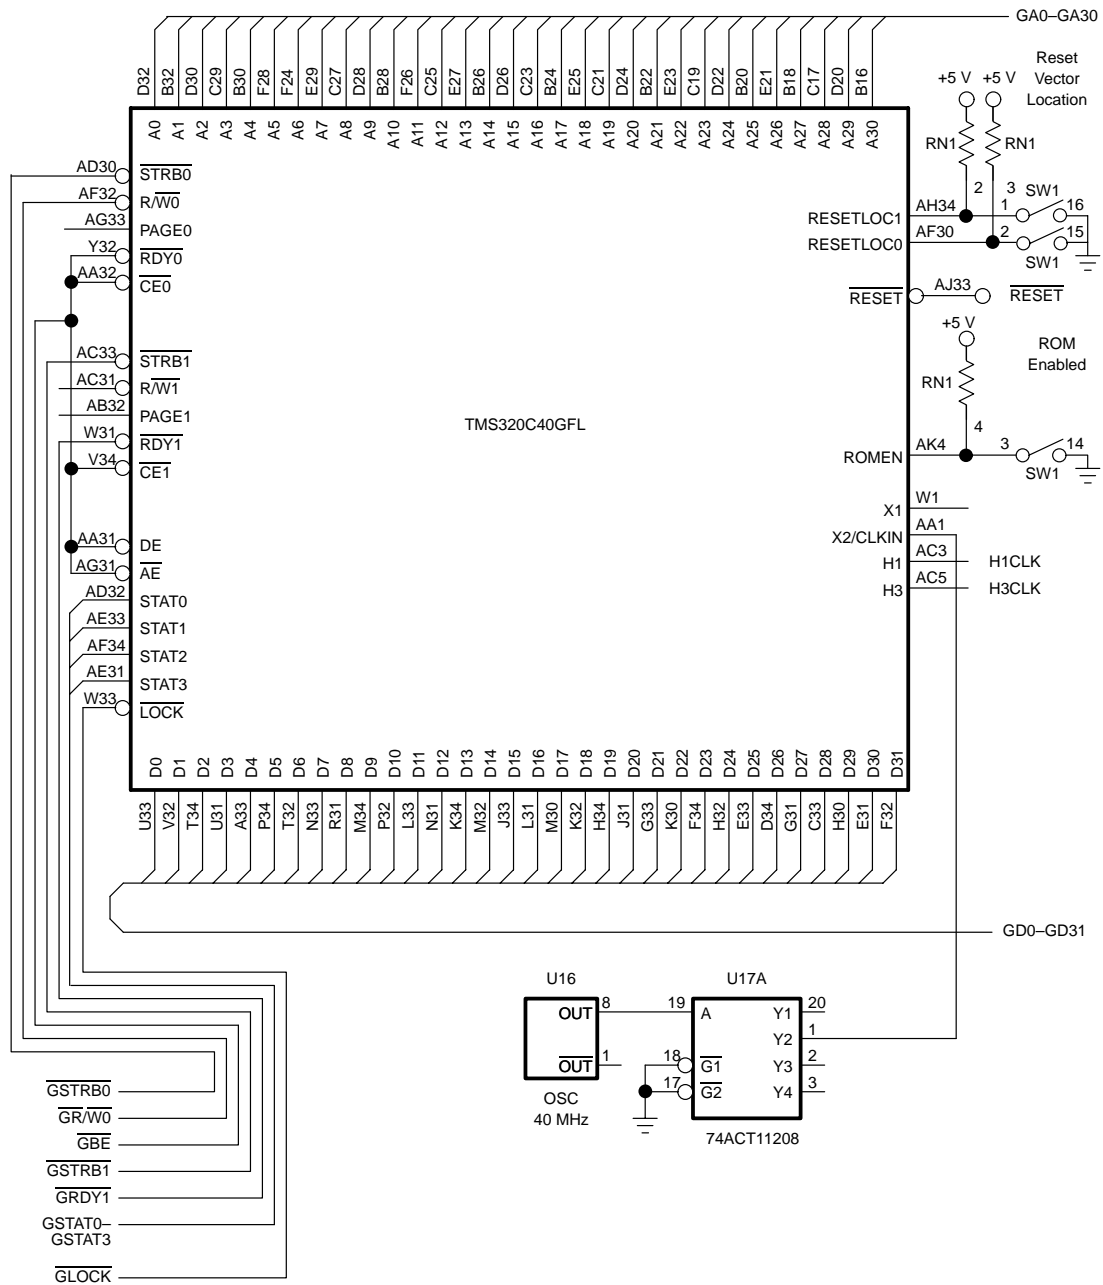 GA0–GA30
D32 B32 D30 C29 B30 F28 F24 E29 C27 D28 B28 F26 C25 E27 B26 D26 C23 B24 E25 C21 D24 B22 E23 C19 D22 B20 E21 B18 C17 D20 B16
A0 A1 A2 A3 A4 A5 A6 A7 A8 A9 A10 A11 A12 A13 A14 A15 A16 A17 A18 A19 A20 A21 A22 A23 A24 A25 A26 A27 A28 A29 A30
Reset
Vector
Location
+5 V +5 V
RN1 RN1
2 3
AD30 STRB0
AF32 R/W0
AG33 PAGE0
Y32 RDY0
AA32 CE0
AC33 STRB1
AC31 R/W1
AB32 PAGE1
W31 RDY1
V34 CE1
AA31 DE
AG31 AE
AD32 STAT0
AE33 STAT1
AF34 STAT2
AE31 STAT3
W33 LOCK
TMS320C40GFL
SW1
RESETLOC1 AH34 1 16
RESETLOC0 AF30 2 15
SW1
RESET AJ33 RESET
+5 V
ROM
Enabled
RN1
4
ROMEN AK4 3 14
SW1
X1 W1
X2/CLKIN AA1
H1 AC3 H1CLK
H3 AC5 H3CLK
D0 D1 D2 D3 D4 D5 D6 D7 D8 D9 D10 D11 D12 D13 D14 D15 D16 D17 D18 D19 D20 D21 D22 D23 D24 D25 D26 D27 D28 D29 D30 D31
U33 V32 T34 U31 A33 P34 T32 N33 R31 M34 P32 L33 N31 K34 M32 J33 L31 M30 K32 H34 J31 G33 K30 F34 H32 E33 D34 G31 C33 H30 E31 F32
GD0–GD31
U16
OUT 8
OUT 1
OSC
40 MHz
U17A
19 A Y1 20
Y2 1
18 G1 Y3 2
17 G2 Y4 3
74ACT11208
GSTRB0
GR/W0
GBE
GSTRB1
GRDY1
GSTAT0–
GSTAT3
GLOCK